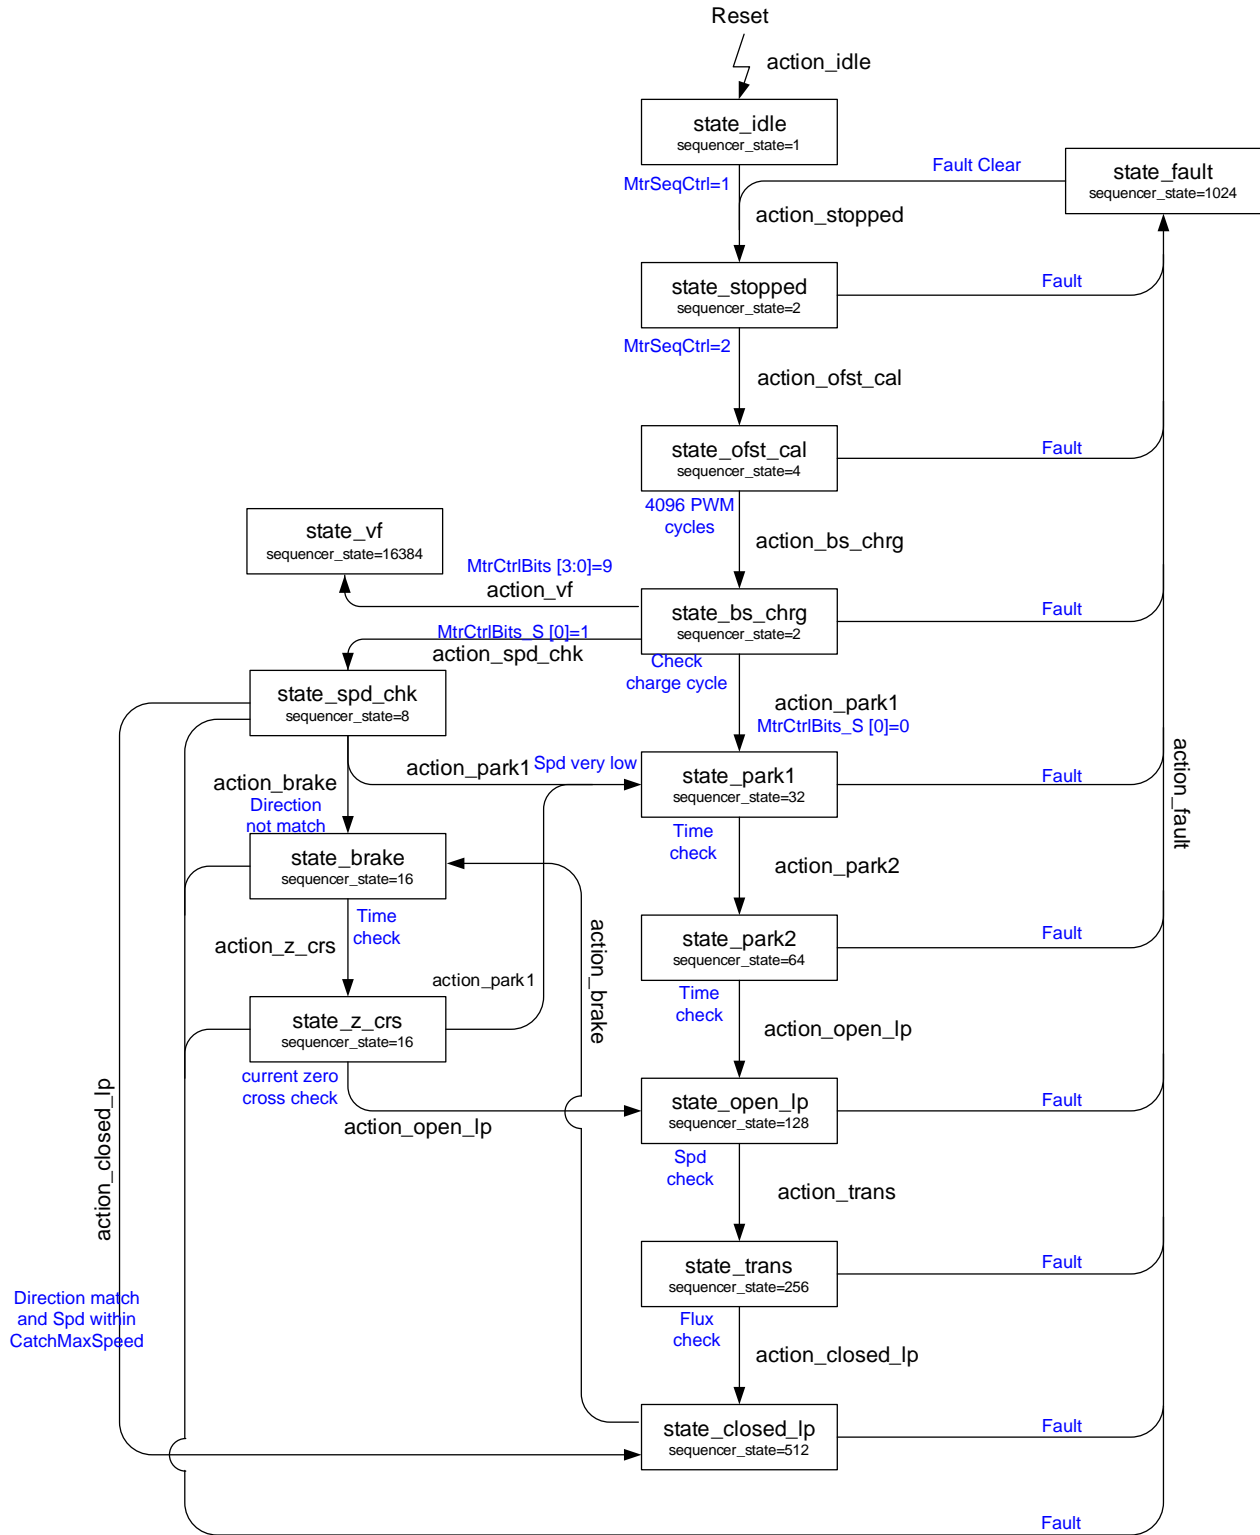 Reset
action_idle
state_idle
sequencer_state=1
MtrSeqCtrl=1
Fault Clear
state_fault
sequencer_state=1024
action_stopped
state_stopped
sequencer_state=2
Fault
MtrSeqCtrl=2
action_ofst_cal
state_ofst_cal
sequencer_state=4
Fault
4096 PWM
cycles
action_bs_chrg
state_vf
sequencer_state=16384
MtrCtrlBits [3:0]=9
action_vf
state_bs_chrg
sequencer_state=2
Fault
MtrCtrlBits_S [0]=1
action_spd_chk
Check
charge cycle
action_park1
MtrCtrlBits_S [0]=0
state_spd_chk
sequencer_state=8
action_brake
Direction
not match
action_park1
Spd very low
state_park1
sequencer_state=32
Fault
action_fault
Time
check
action_park2
state_brake
sequencer_state=16
Time
check
action_z_crs
action_park1
action_brake
state_park2
sequencer_state=64
Fault
Time
check
action_open_lp
state_z_crs
sequencer_state=16
current zero
cross check
action_open_lp
state_open_lp
sequencer_state=128
Fault
action_closed_lp
Spd
check
action_trans
state_trans
sequencer_state=256
Fault
Direction match
and Spd within
CatchMaxSpeed
Flux
check
action_closed_lp
state_closed_lp
sequencer_state=512
Fault
Fault